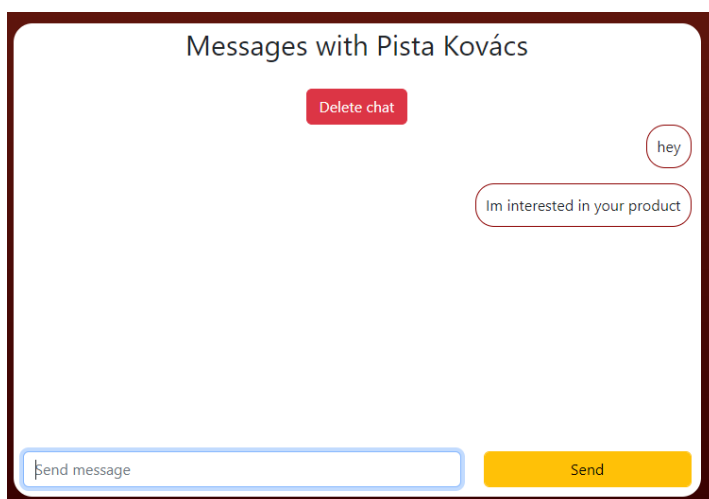 Messages with Pista Kovács
Delete chat
hey
Im interested in your product
Send message
Send